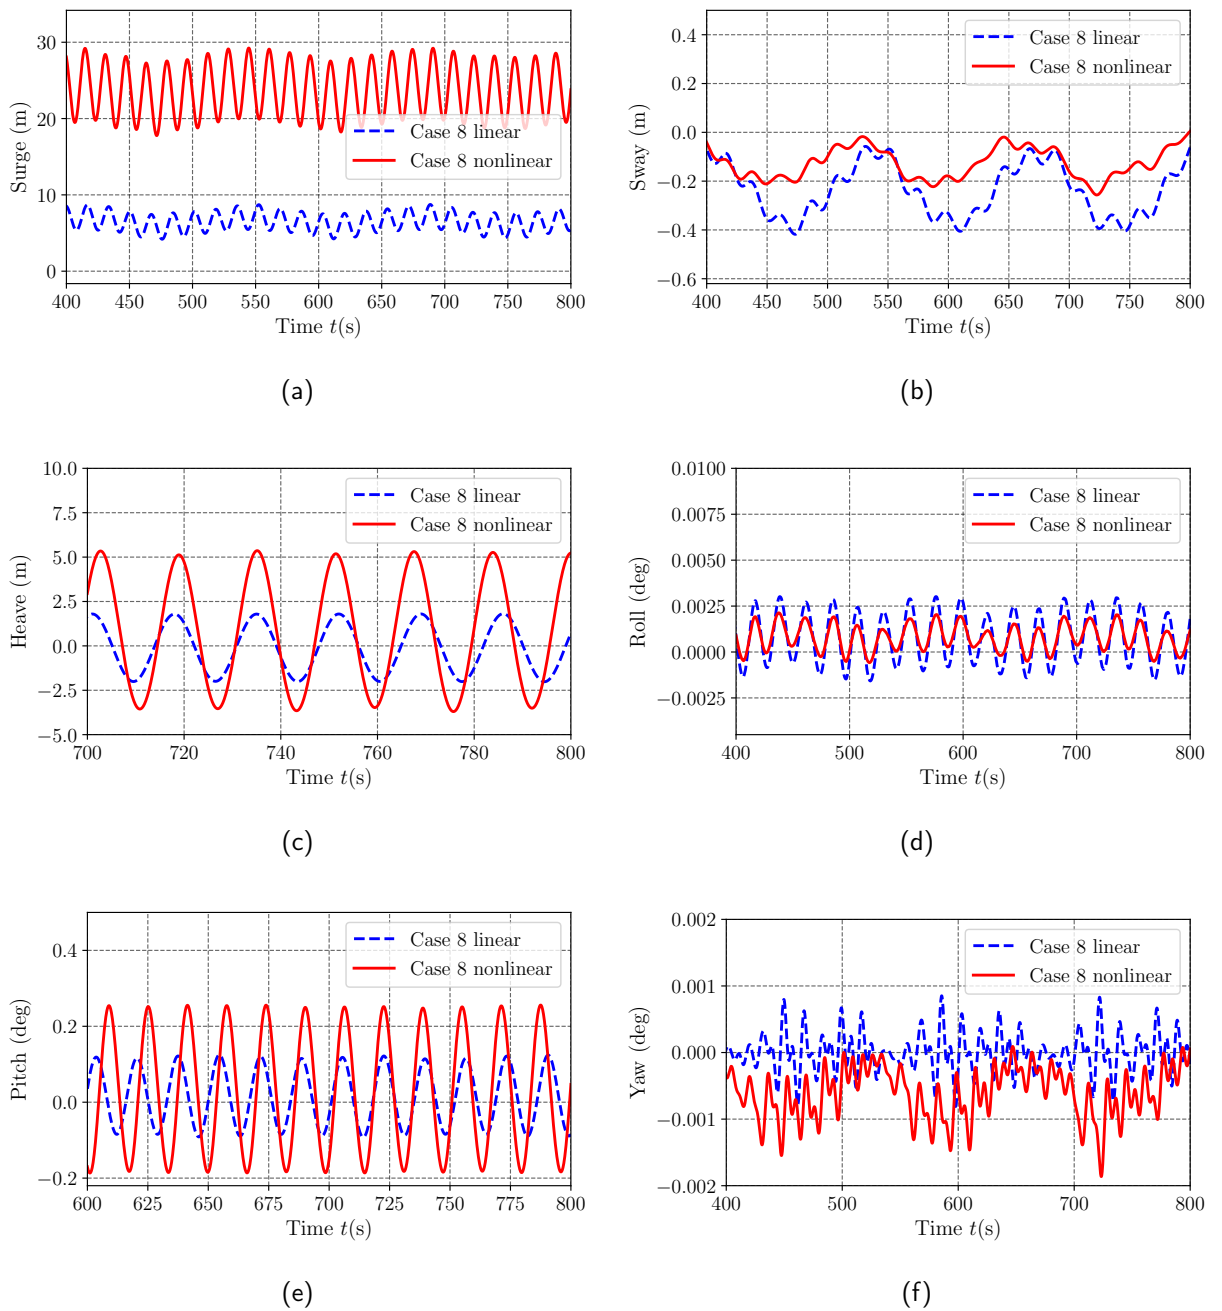 30
20
10
0
Surge (m)
Case 8 linear
Case 8 nonlinear
400 450 500 550 600 650 700 750 800
Time t(s)
(a)
0.4
0.2
0.0
−0.2
−0.4
−0.6
Sway (m)
Case 8 linear
Case 8 nonlinear
400 450 500 550 600 650 700 750 800
Time t(s)
(b)
10.0
7.5
5.0
2.5
0.0
−2.5
−5.0
Heave (m)
Case 8 linear
Case 8 nonlinear
700 720 740 760 780 800
Time t(s)
(c)
0.0100
0.0075
0.0050
0.0025
0.0000
−0.0025
Roll (deg)
Case 8 linear
Case 8 nonlinear
400 500 600 700 800
Time t(s)
(d)
0.4
0.2
0.0
−0.2
Pitch (deg)
Case 8 linear
Case 8 nonlinear
600 625 650 675 700 725 750 775 800
Time t(s)
(e)
0.002
0.001
0.000
−0.001
−0.002
Yaw (deg)
Case 8 linear
Case 8 nonlinear
400 500 600 700 800
Time t(s)
(f)